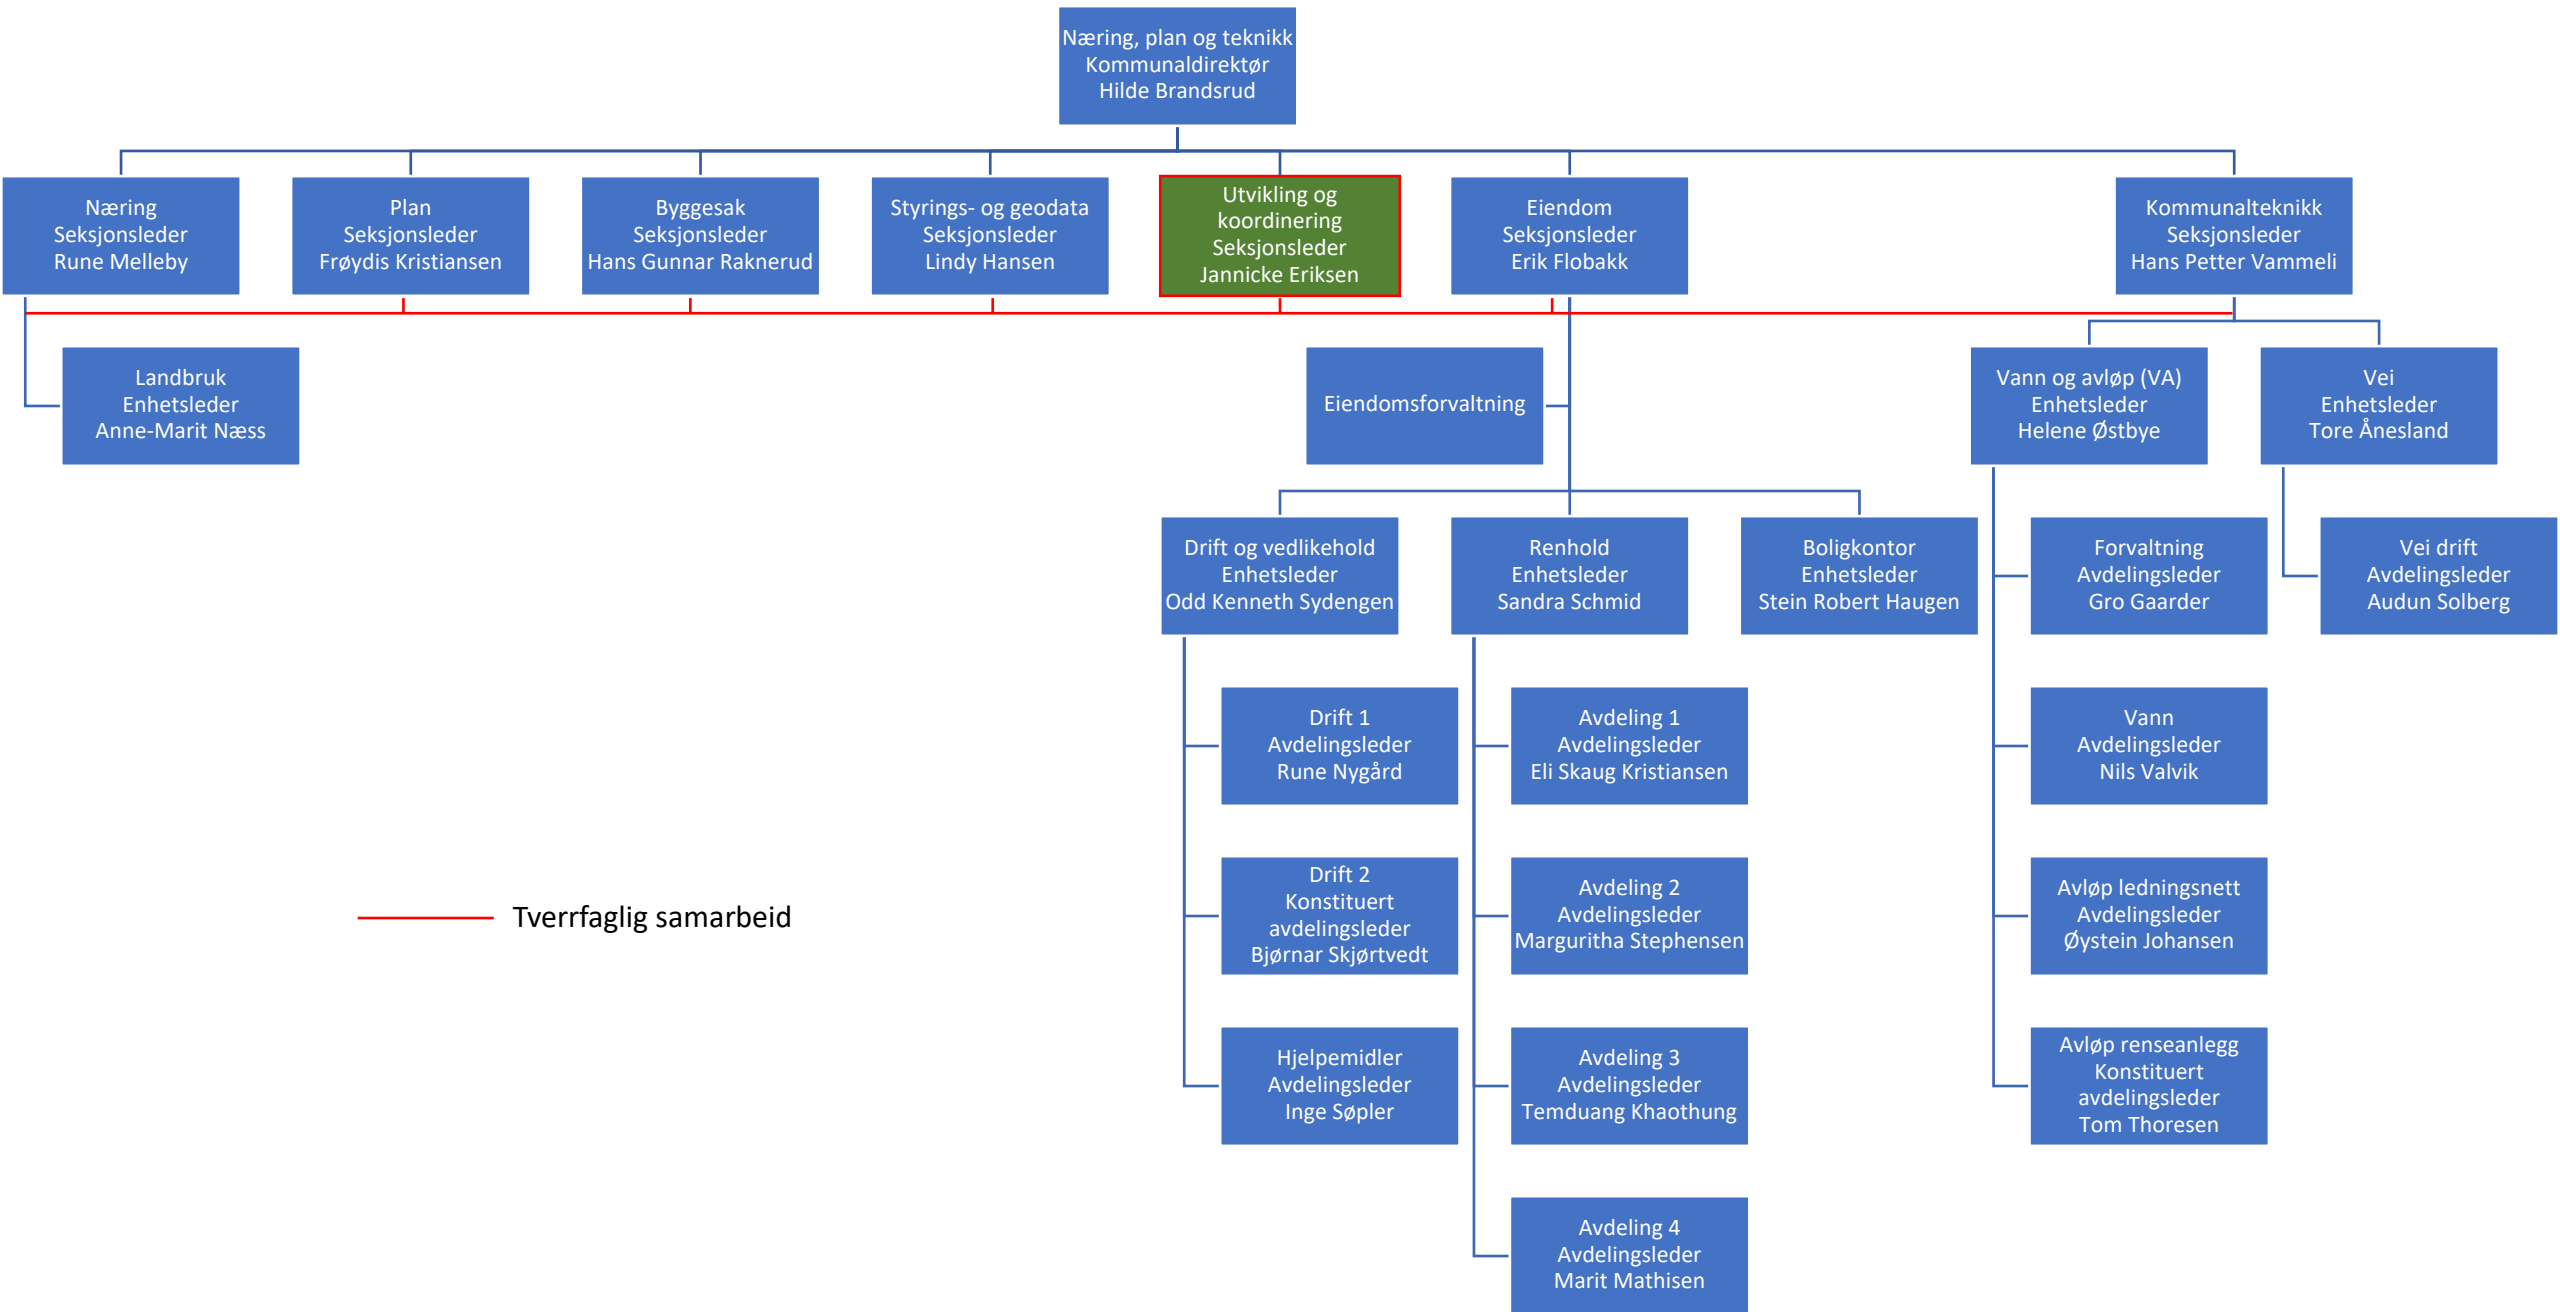 Næring, plan og teknikk
Kommunaldirektør
Hilde Brandsrud
Næring
Seksjonsleder
Rune Melleby
Plan
Seksjonsleder
Frøydis Kristiansen
Byggesak
Seksjonsleder
Hans Gunnar Raknerud
Styrings- og geodata
Seksjonsleder
Lindy Hansen
Utvikling og
koordinering
Seksjonsleder
Jannicke Eriksen
Eiendom
Seksjonsleder
Erik Flobakk
Kommunalteknikk
Seksjonsleder
Hans Petter Vammeli
Landbruk
Enhetsleder
Anne-Marit Næss
Eiendomsforvaltning
Vann og avløp (VA)
Enhetsleder
Helene Østbye
Vei
Enhetsleder
Tore Ånesland
Drift og vedlikehold
Enhetsleder
Odd Kenneth Sydengen
Renhold
Enhetsleder
Sandra Schmid
Boligkontor
Enhetsleder
Stein Robert Haugen
Forvaltning
Avdelingsleder
Gro Gaarder
Vei drift
Avdelingsleder
Audun Solberg
Drift 1
Avdelingsleder
Rune Nygård
Avdeling 1
Avdelingsleder
Eli Skaug Kristiansen
Vann
Avdelingsleder
Nils Valvik
Tverrfaglig samarbeid
Drift 2
Konstituert
avdelingsleder
Bjørnar Skjørtvedt
Avdeling 2
Avdelingsleder
Marguritha Stephensen
Avløp ledningsnett
Avdelingsleder
Øystein Johansen
Hjelpemidler
Avdelingsleder
Inge Søpler
Avdeling 3
Avdelingsleder
Temduang Khaothung
Avløp renseanlegg
Konstituert
avdelingsleder
Tom Thoresen
Avdeling 4
Avdelingsleder
Marit Mathisen